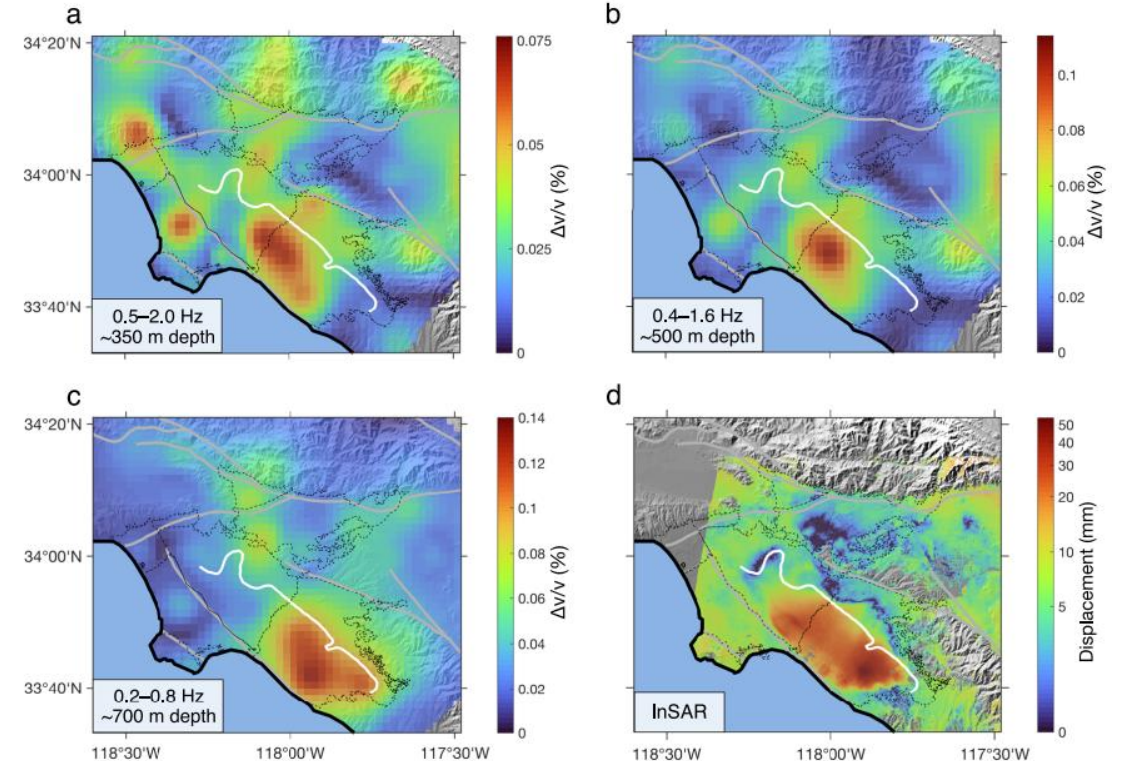 a
34°20'N
34°00'N
33°40'N
0.5–2.0 Hz
~350 m depth
0.075
0.05
0.025
0
Δv/v (%)
b
0.4–1.6 Hz
~500 m depth
0.1
0.08
0.06
0.04
0.02
0
Δv/v (%)
c
34°20'N
34°00'N
33°40'N
0.2–0.8 Hz
~700 m depth
118°30'W
118°00'W
117°30'W
0.14
0.12
0.1
0.08
0.06
0.04
0.02
0
Δv/v (%)
d
InSAR
118°30'W
118°00'W
117°30'W
50
40
30
20
10
5
0
Displacement (mm)